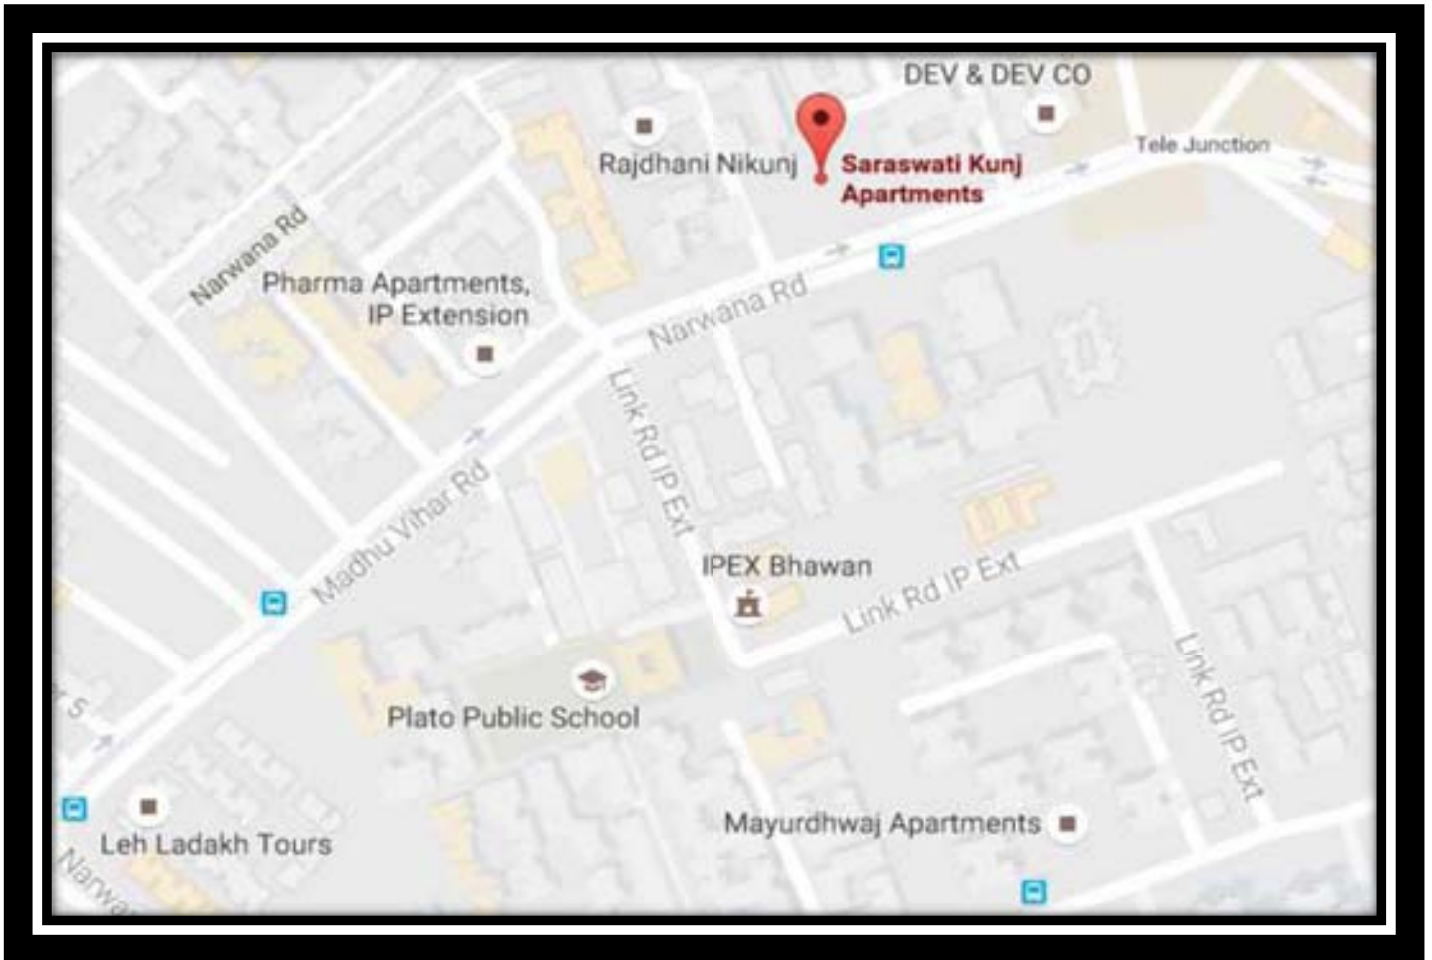 DEV & DEV CO
Tele Junction
Rajdhani Nikunj
Saraswati Kunj
Apartments
Narwana Rd
Pharma Apartments,
IP Extension
Narwana Rd
Link Rd IP Ext
Madhu Vihar Rd
IPEX Bhawan
Link Rd IP Ext
Link Rd IP Ext
Plato Public School
Mayurdhwaj Apartments
Leh Ladakh Tours